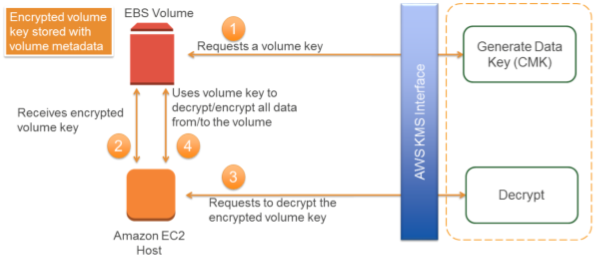 Encrypted volume
key stored with
volume metadata
EBS Volume
1
Requests a volume key
Generate Data
Key (CMK)
AWS KMS Interface
Uses volume key to
decrypt/encrypt all data
from/to the volume
Receives encrypted
volume key
2
4
3
Requests to decrypt the
encrypted volume key
Decrypt
Amazon EC2
Host